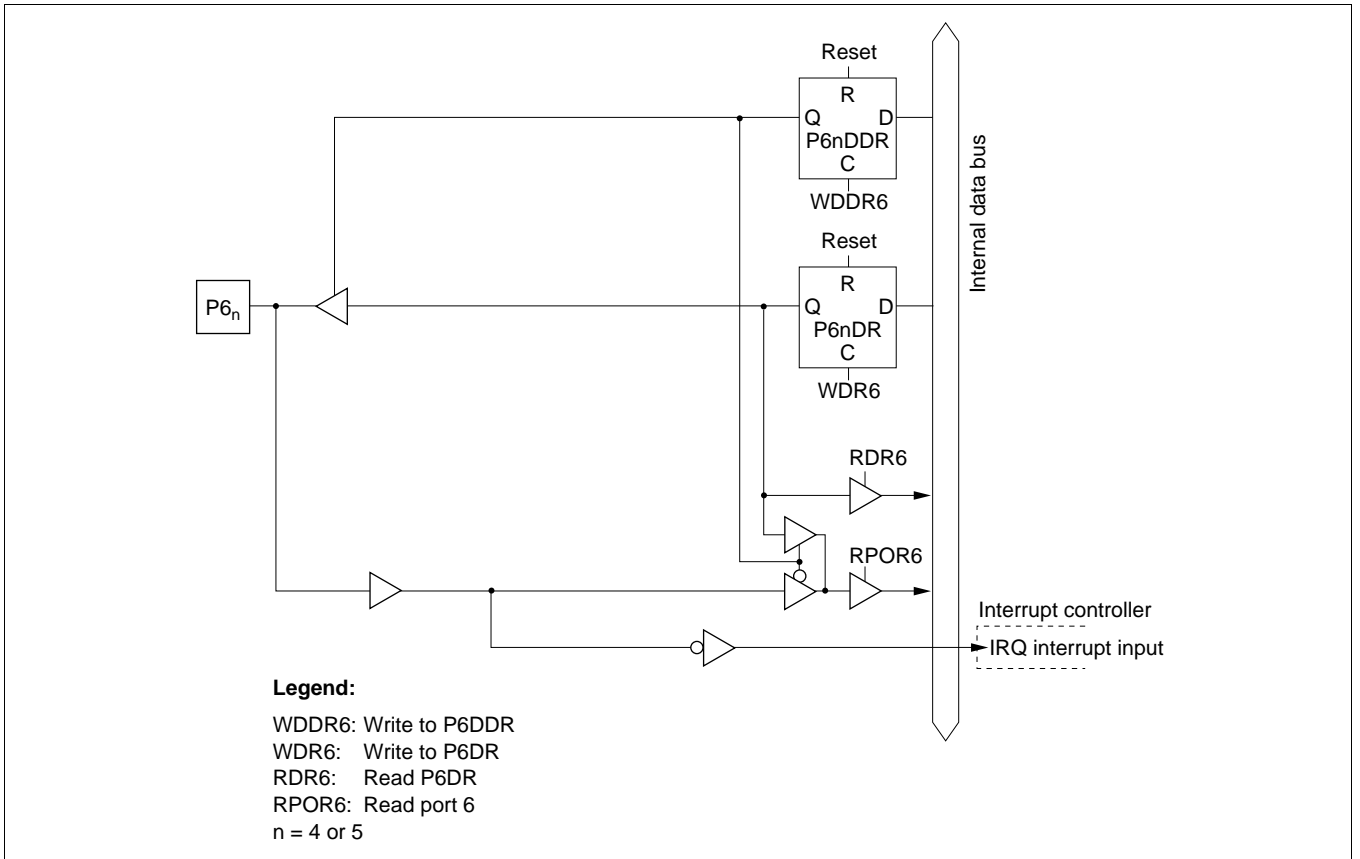 Reset
R
Q D
P6nDDR
C
WDDR6
Internal data bus
Reset
R
Q D
P6nDR
C
WDR6
P6n
RDR6
RPOR6
Interrupt controller
IRQ interrupt input
Legend:
WDDR6: Write to P6DDR
WDR6: Write to P6DR
RDR6: Read P6DR
RPOR6: Read port 6
n = 4 or 5